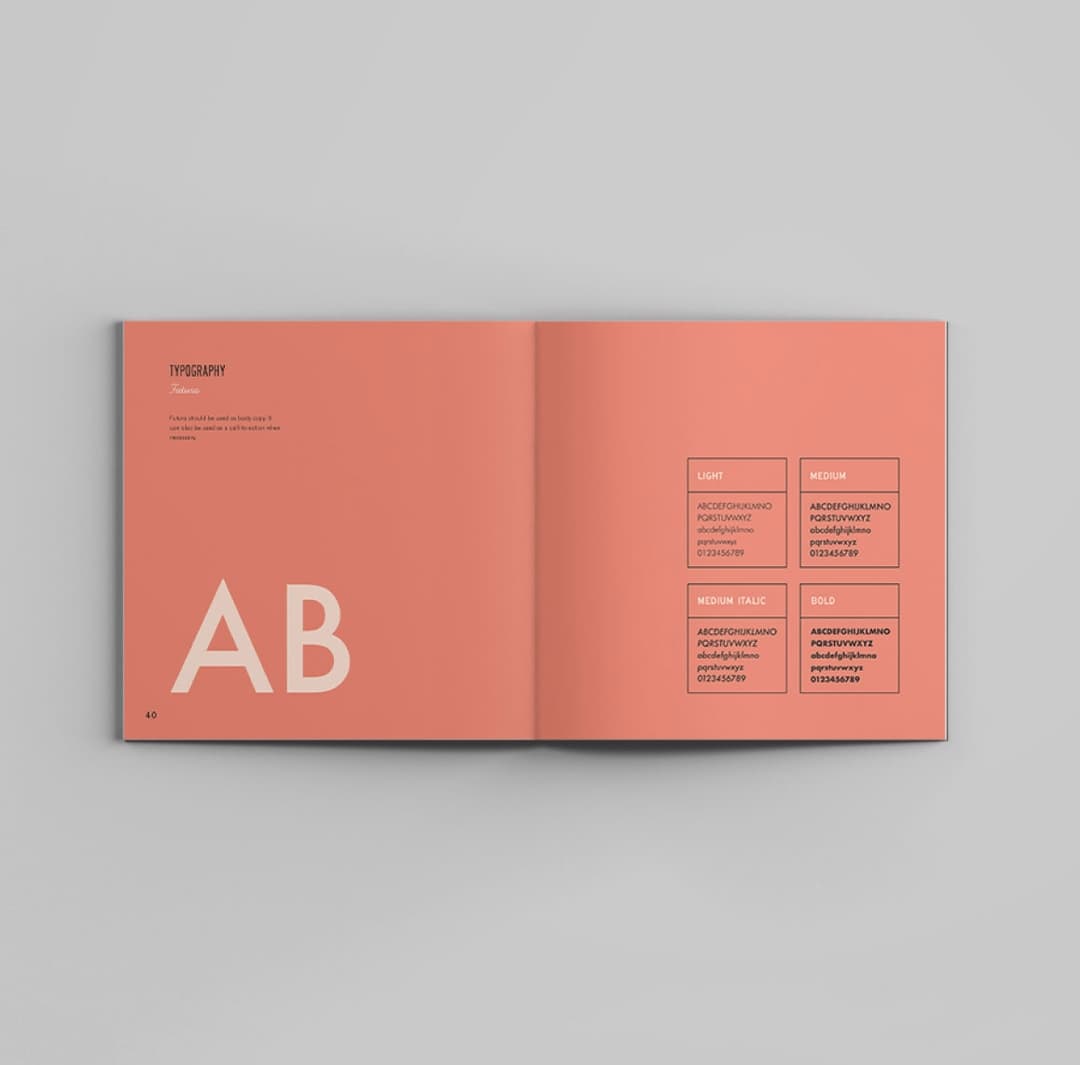 TYPOGRAPHY
Futura
Futura should be used as body copy. It
can also be used as a call-to-action when
necessary.
AB
40
LIGHT
ABCDEFGHIJKLMNO
PQRSTUVWXYZ
abcdefghijklmno
pqrstuvwxyz
0123456789
MEDIUM
ABCDEFGHIJKLMNO
PQRSTUVWXYZ
abcdefghijklmno
pqrstuvwxyz
0123456789
MEDIUM ITALIC
ABCDEFGHIJKLMNO
PQRSTUVWXYZ
abcdefghijklmno
pqrstuvwxyz
0123456789
BOLD
ABCDEFGHIJKLMNO
PQRSTUVWXYZ
abcdefghijklmno
pqrstuvwxyz
0123456789